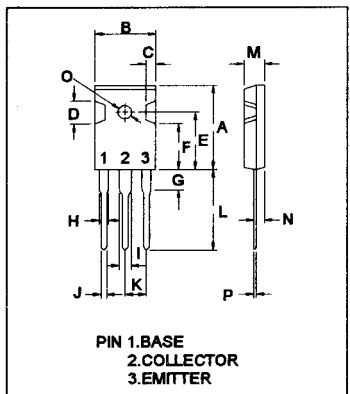 B
C
M
O
D
E
A
F
1 2 3
G
H
I
L
N
J
K
P
PIN 1.BASE
2.COLLECTOR
3.EMITTER